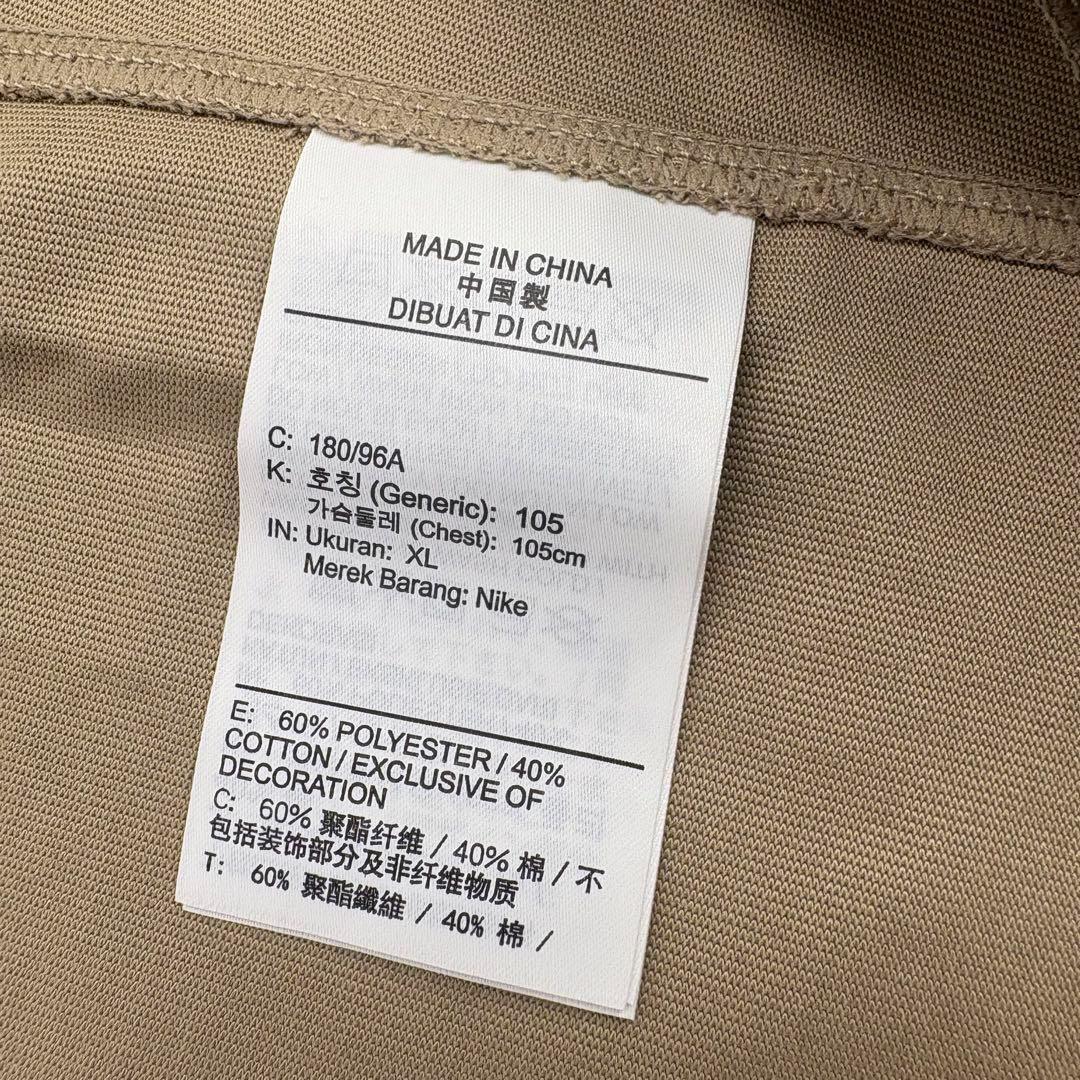 MADE IN CHINA
中国製
DIBUAT DI CINA
C: 180/96A
K: 호칭 (Generic): 105
가슴둘레 (Chest): 105cm
IN: Ukuran: XL
Merek Barang: Nike
E: 60% POLYESTER / 40%
COTTON / EXCLUSIVE OF
DECORATION
C: 60% 聚酯纤维 / 40% 棉 / 不
包括装饰部分及非纤维物质
T: 60% 聚酯纖維 / 40% 棉 /